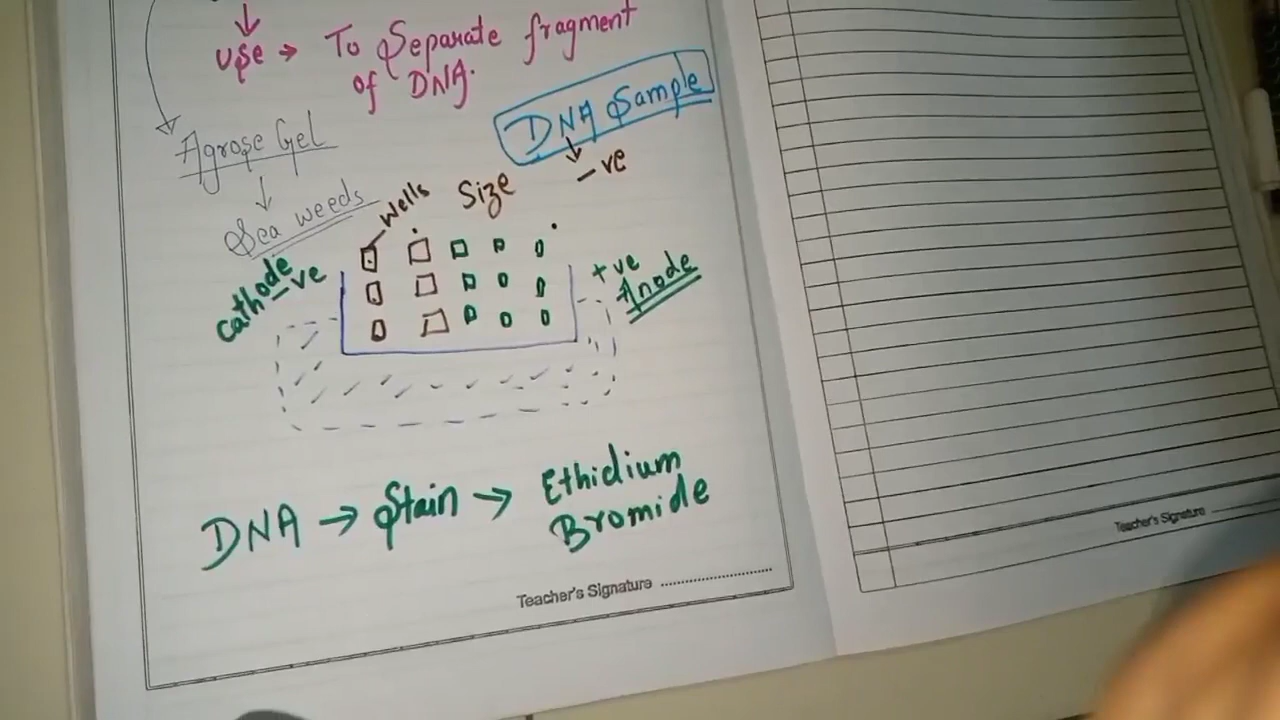 use → To Separate fragment
of DNA.
Agrose Gel
Sea weeds
DNA Sample
-ve
Wells
Size
Cathode
-ve
+ve
Anode
DNA → Stain → Ethidium
Bromide
Teacher's Signature ........................
Teacher's Signature ........................